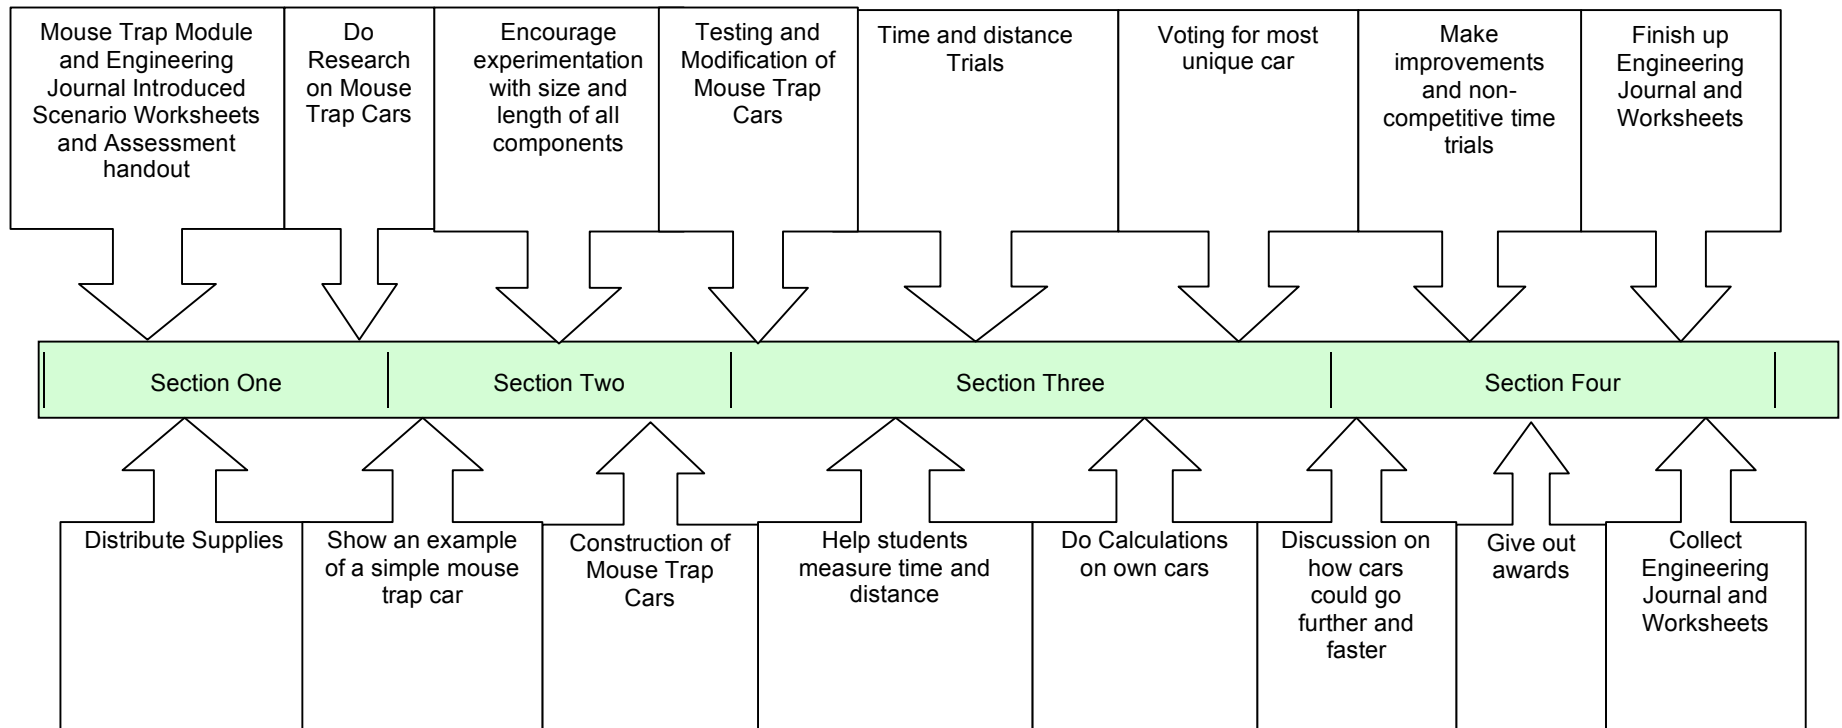 Mouse Trap Module
and Engineering
Journal Introduced
Scenario Worksheets
and Assessment
handout
Do
Research
on Mouse
Trap Cars
Encourage
experimentation
with size and
length of all
components
Testing and
Modification of
Mouse Trap
Cars
Time and distance
Trials
Voting for most
unique car
Make
improvements
and non-
competitive time
trials
Finish up
Engineering
Journal and
Worksheets
Section One
Section Two
Section Three
Section Four
Distribute Supplies
Show an example
of a simple mouse
trap car
Construction of
Mouse Trap
Cars
Help students
measure time and
distance
Do Calculations
on own cars
Discussion on
how cars
could go
further and
faster
Give out
awards
Collect
Engineering
Journal and
Worksheets